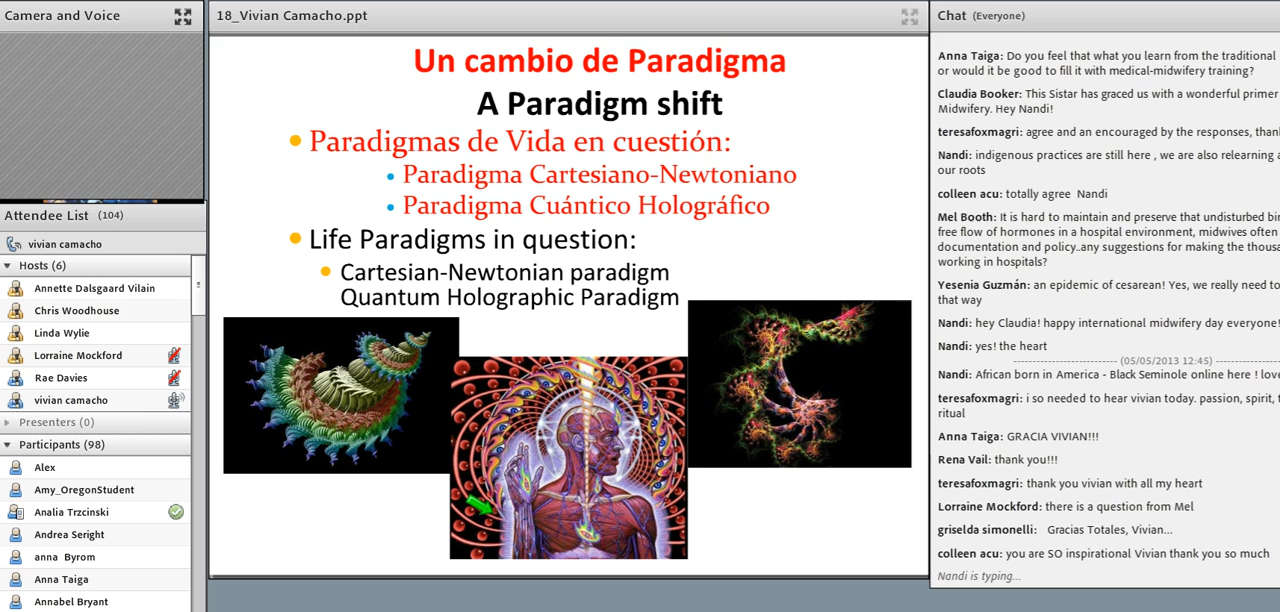 Camera and Voice
Attendee List (104)
vivian camacho
Hosts (6)
Annette Dalsgaard Vilain
Chris Woodhouse
Linda Wylie
Lorraine Mockford
Rae Davies
vivian camacho
Presenters (0)
Participants (98)
Alex
Amy_OregonStudent
Analia Trzcinski
Andrea Seright
anna Byrom
Anna Taiga
Annabel Bryant
18_Vivian Camacho.ppt
Un cambio de Paradigma
A Paradigm shift
Paradigmas de Vida en cuestión:
Paradigma Cartesiano-Newtoniano
Paradigma Cuántico Holográfico
Life Paradigms in question:
Cartesian-Newtonian paradigm
Quantum Holographic Paradigm
Chat (Everyone)
Anna Taiga: Do you feel that what you learn from the traditional
or would it be good to fill it with medical-midwifery training?
Claudia Booker: This Sistar has graced us with a wonderful primer
Midwifery. Hey Nandi!
teresafoxmagri: agree and an encouraged by the responses,
Nandi: indigenous practices are still here , we are also relearning
our roots
colleen acu: totally agree Nandi
Mel Booth: It is hard to maintain and preserve that undisturbed
free flow of hormones in a hospital environment, midwives often
documentation and policy..any suggestions for making the
working in hospitals?
Yesenia Guzmán: an epidemic of cesarean! Yes, we really need to
that way
Nandi: hey Claudia! happy international midwifery day everyone!
Nandi: yes! the heart
(05/05/2013 12:45)
Nandi: African born in America - Black Seminole online here !
teresafoxmagri: i so needed to hear vivian today. passion, spirit,
ritual
Anna Taiga: GRACIA VIVIAN!!!
Rena Vail: thank you!!!
teresafoxmagri: thank you vivian with all my heart
Lorraine Mockford: there is a question from Mel
griselda simonelli: Gracias Totales, Vivian...
colleen acu: you are SO inspirational Vivian thank you so much
Nandi is typing...